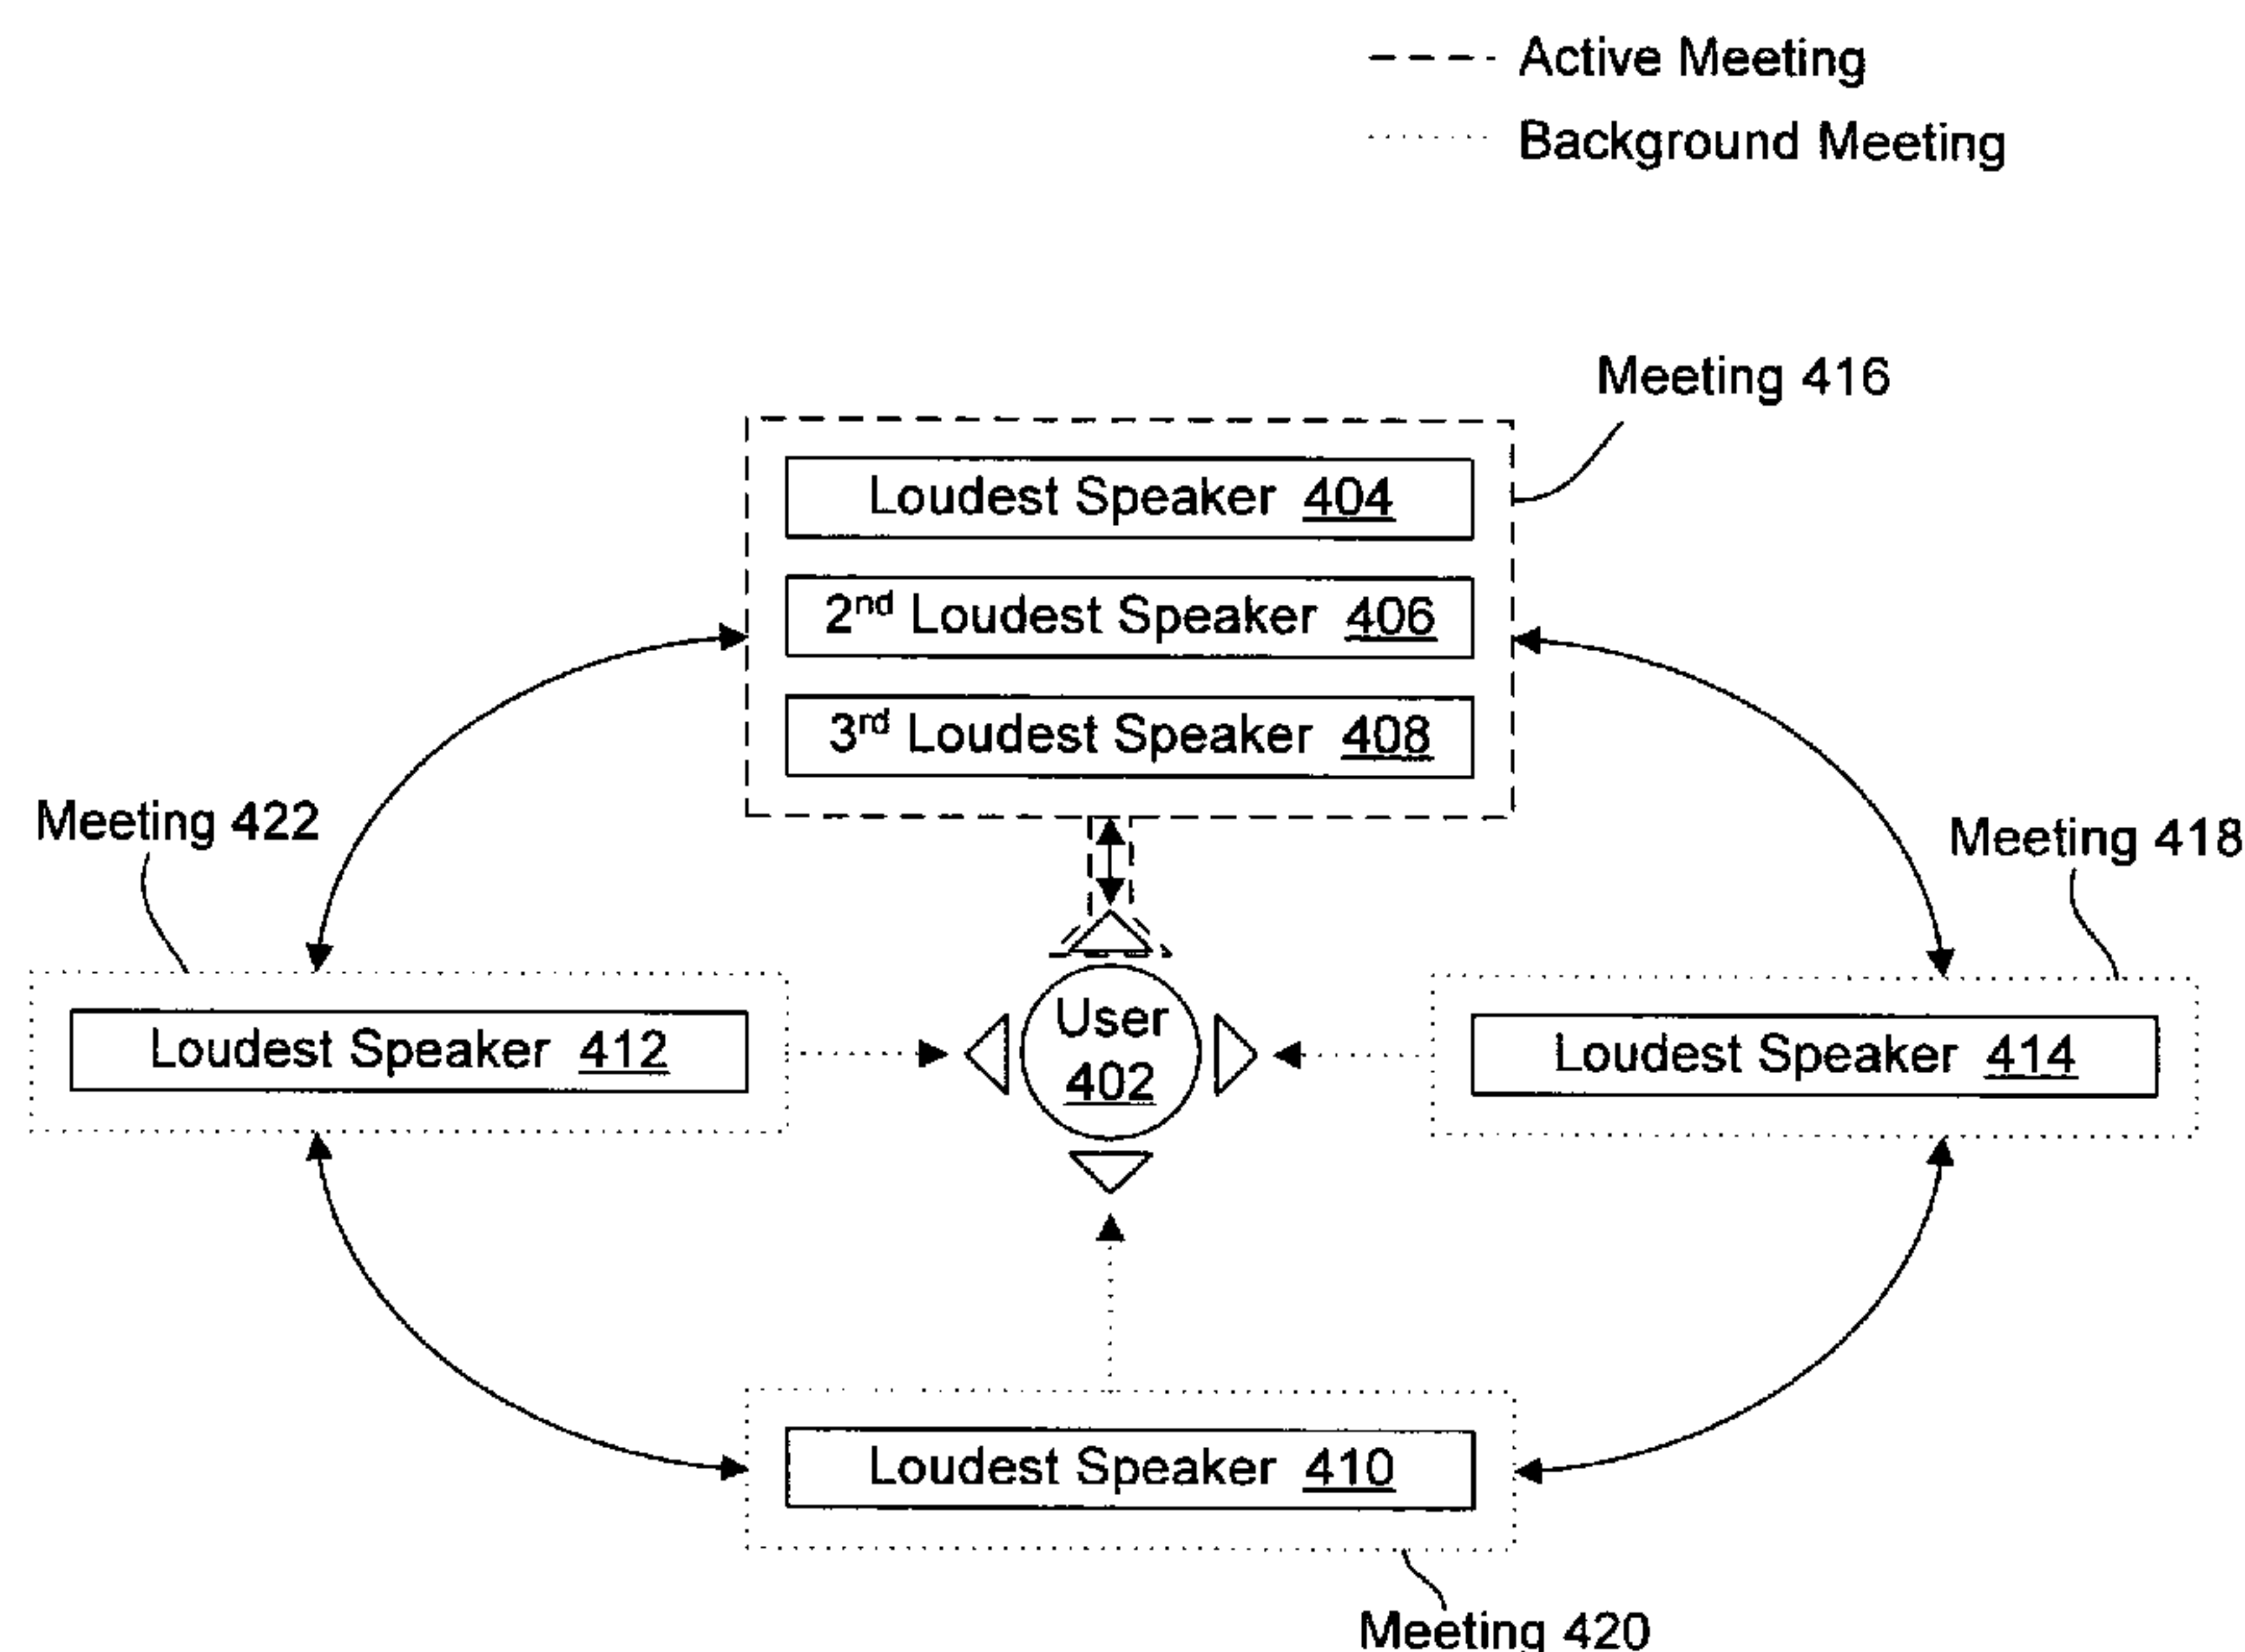 Active Meeting
Background Meeting
Meeting 416
Loudest Speaker 404
2nd Loudest Speaker 406
3rd Loudest Speaker 408
Meeting 422
Meeting 418
Loudest Speaker 412
User
402
Loudest Speaker 414
Loudest Speaker 410
Meeting 420